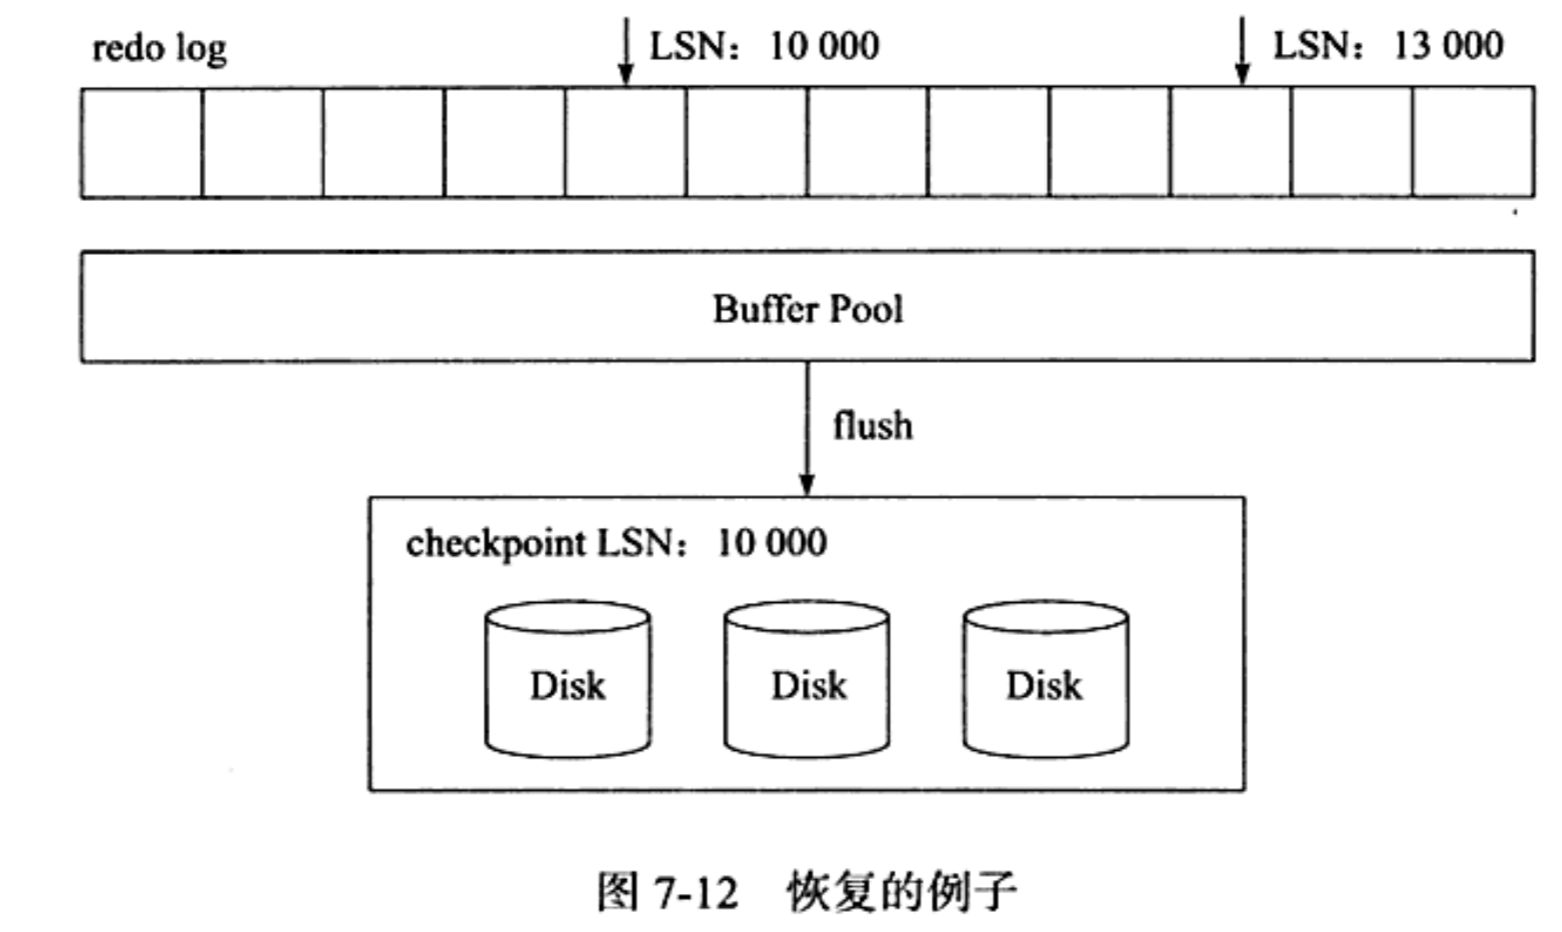 redo log
LSN： 10 000
LSN： 13 000
Buffer Pool
flush
checkpoint LSN： 10 000
Disk
Disk
Disk
图 7-12 恢复的例子